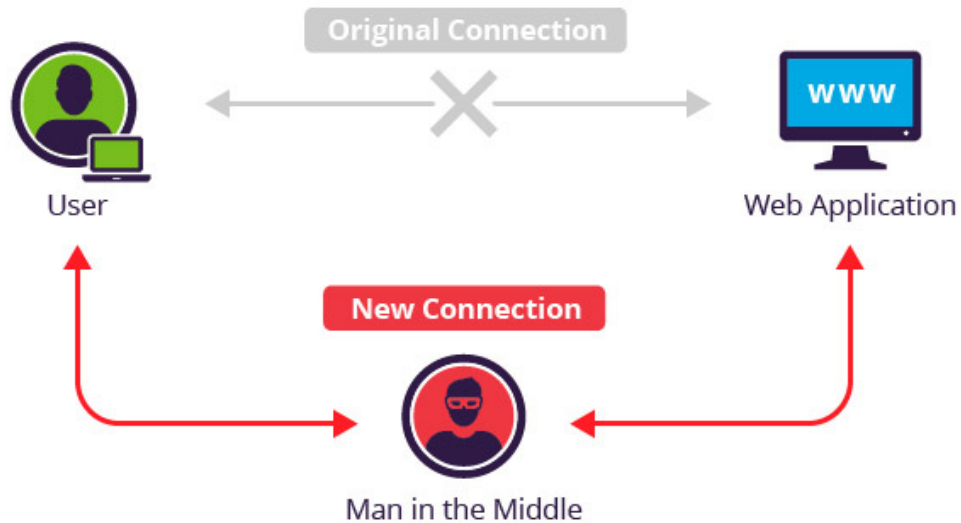 Original Connection
www
User
Web Application
New Connection
Man in the Middle